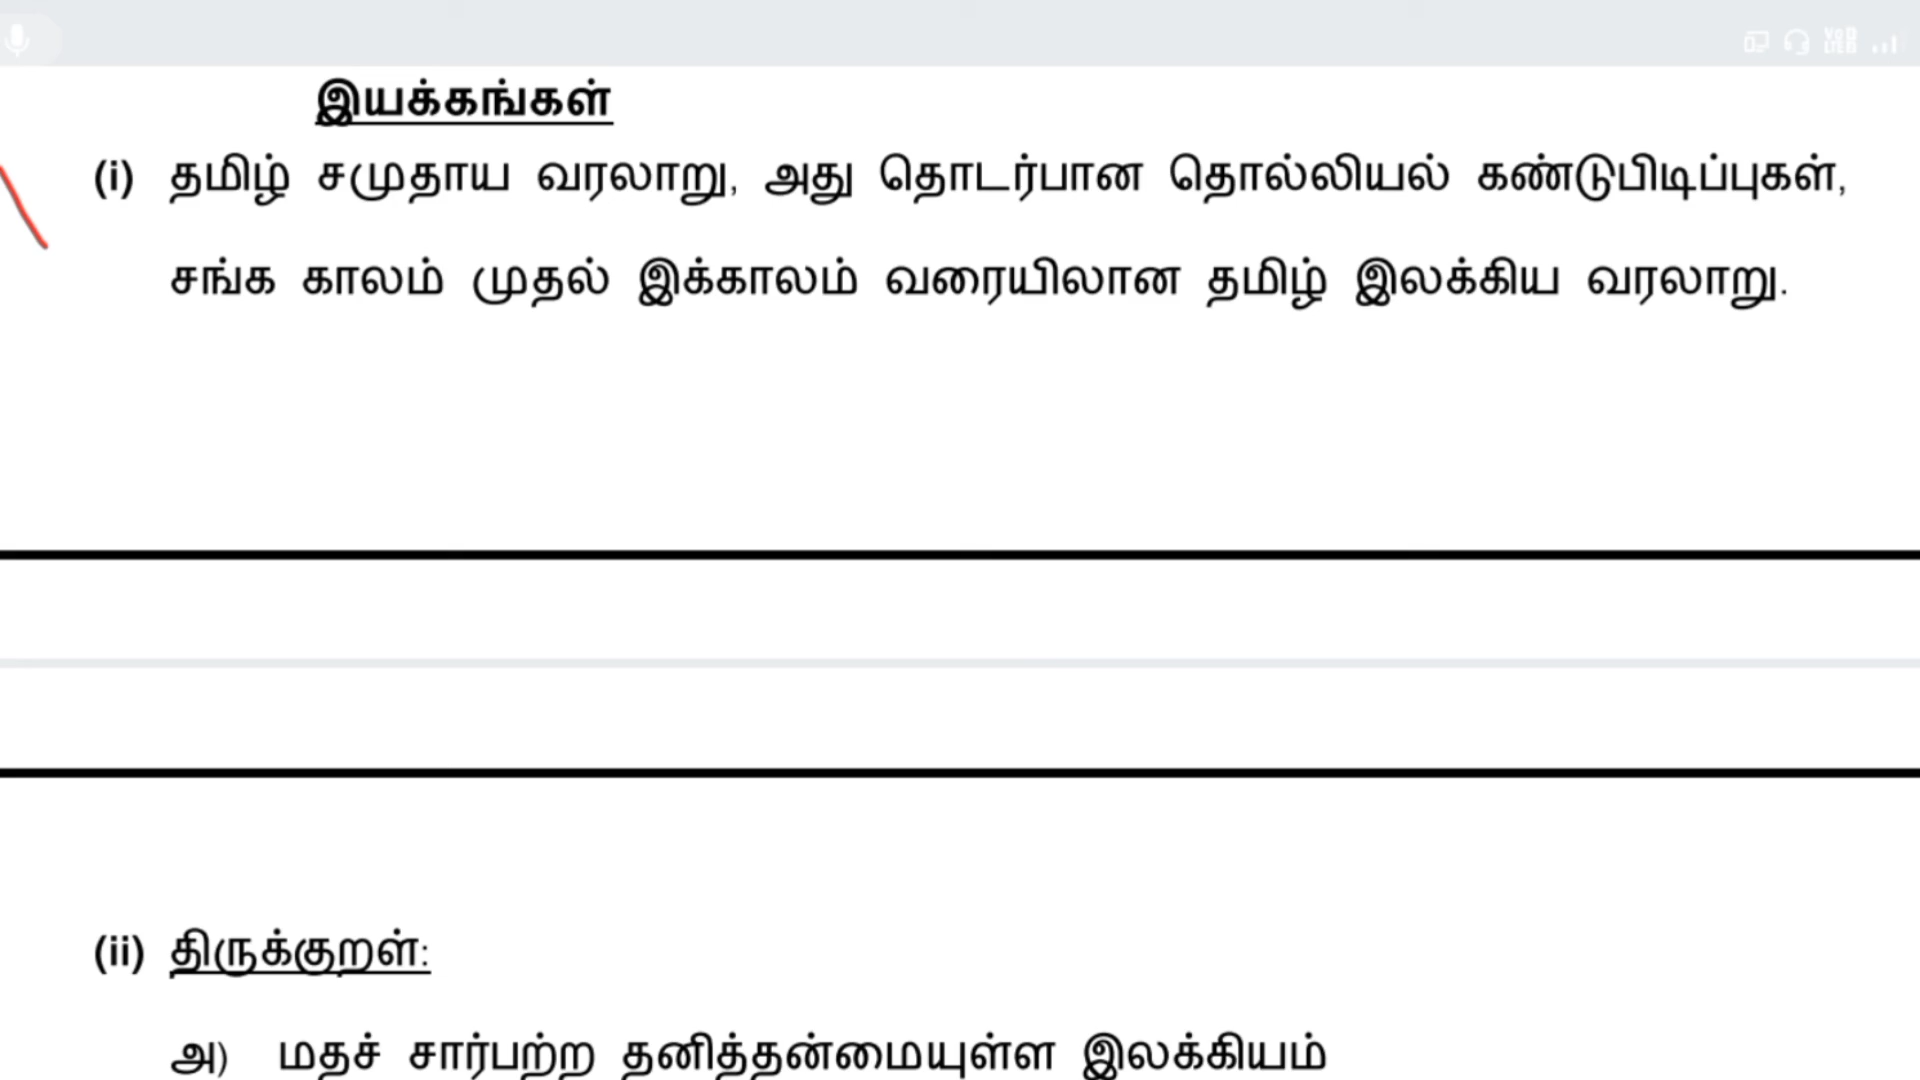 இயக்கங்கள்
(i) தமிழ் சமுதாய வரலாறு, அது தொடர்பான தொல்லியல் கண்டுபிடிப்புகள்,
சங்க காலம் முதல் இக்காலம் வரையிலான தமிழ் இலக்கிய வரலாறு.
(ii) திருக்குறள்:
அ) மதச் சார்பற்ற தனித்தன்மையுள்ள இலக்கியம்